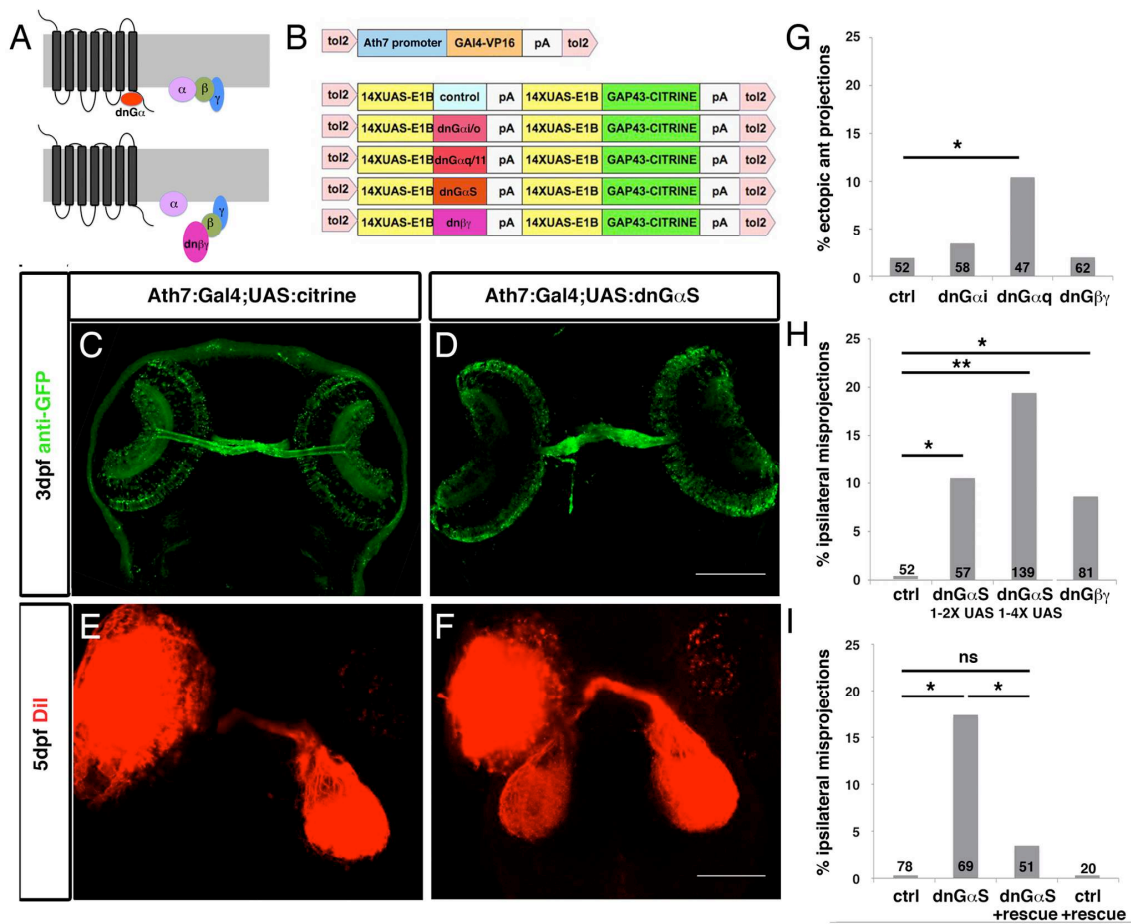 A
α
β
γ
dnGα
α
β
γ
dnβγ
B
tol2 Ath7 promoter GAl4-VP16 pA tol2
tol2 14XUAS-E1B control pA 14XUAS-E1B GAP43-CITRINE pA tol2
tol2 14XUAS-E1B dnGαi/o pA 14XUAS-E1B GAP43-CITRINE pA tol2
tol2 14XUAS-E1B dnGαq/11 pA 14XUAS-E1B GAP43-CITRINE pA tol2
tol2 14XUAS-E1B dnGαS pA 14XUAS-E1B GAP43-CITRINE pA tol2
tol2 14XUAS-E1B dnβγ pA 14XUAS-E1B GAP43-CITRINE pA tol2
Ath7:Gal4;UAS:citrine
Ath7:Gal4;UAS:dnGαS
3dpf anti-GFP
C
D
5dpf DiI
E
F
G
% ectopic ant projections
25
20
15
10
5
0
*
52 58 47 62
ctrl dnGαi dnGαq dnGβγ
H
% ipsilateral misprojections
25
20
15
10
5
0
*
**
*
52 57 139 81
ctrl dnGαS dnGαS dnGβγ
1-2X UAS 1-4X UAS
I
% ipsilateral misprojections
25
20
15
10
5
0
ns
* *
78 69 51 20
ctrl dnGαS dnGαS ctrl
+rescue +rescue